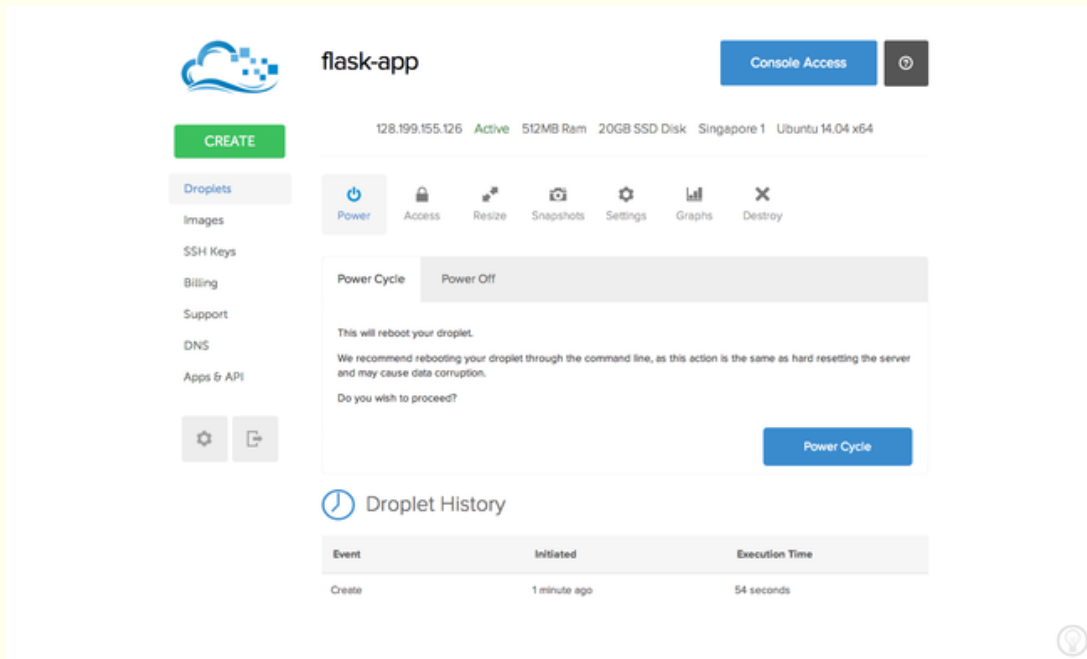 flask-app
Console Access
128.199.155.126 Active 512MB Ram 20GB SSD Disk Singapore 1 Ubuntu 14.04 x64
CREATE
Droplets
Images
SSH Keys
Billing
Support
DNS
Apps & API
Power Access Resize Snapshots Settings Graphs Destroy
Power Cycle Power Off
This will reboot your droplet.
We recommend rebooting your droplet through the command line, as this action is the same as hard resetting the server
and may cause data corruption.
Do you wish to proceed?
Power Cycle
Droplet History
Event Initiated Execution Time
Create 1 minute ago 54 seconds